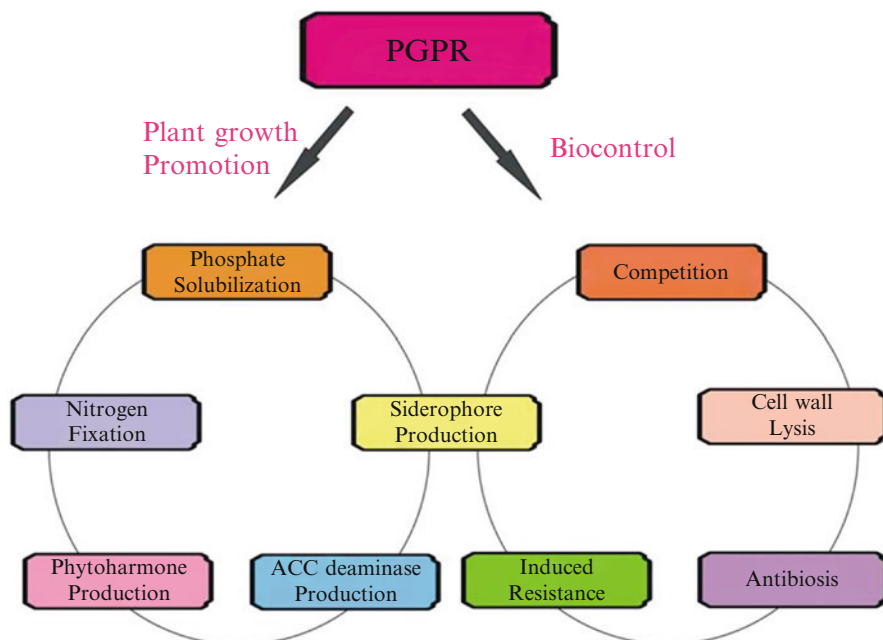 PGPR
Plant growth
Promotion
Biocontrol
Phosphate
Solubilization
Competition
Nitrogen
Fixation
Siderophore
Production
Cell wall
Lysis
Phytoharmone
Production
ACC deaminase
Production
Induced
Resistance
Antibiosis